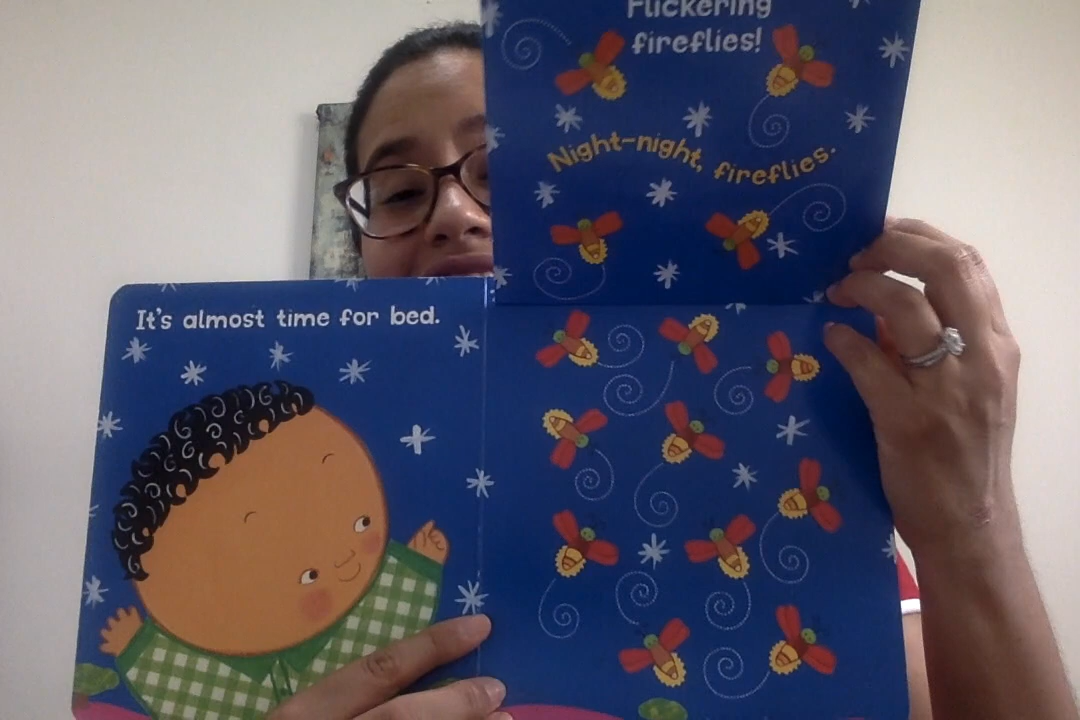 Flickering
fireflies!
Night-night, fireflies.
It's almost time for bed.